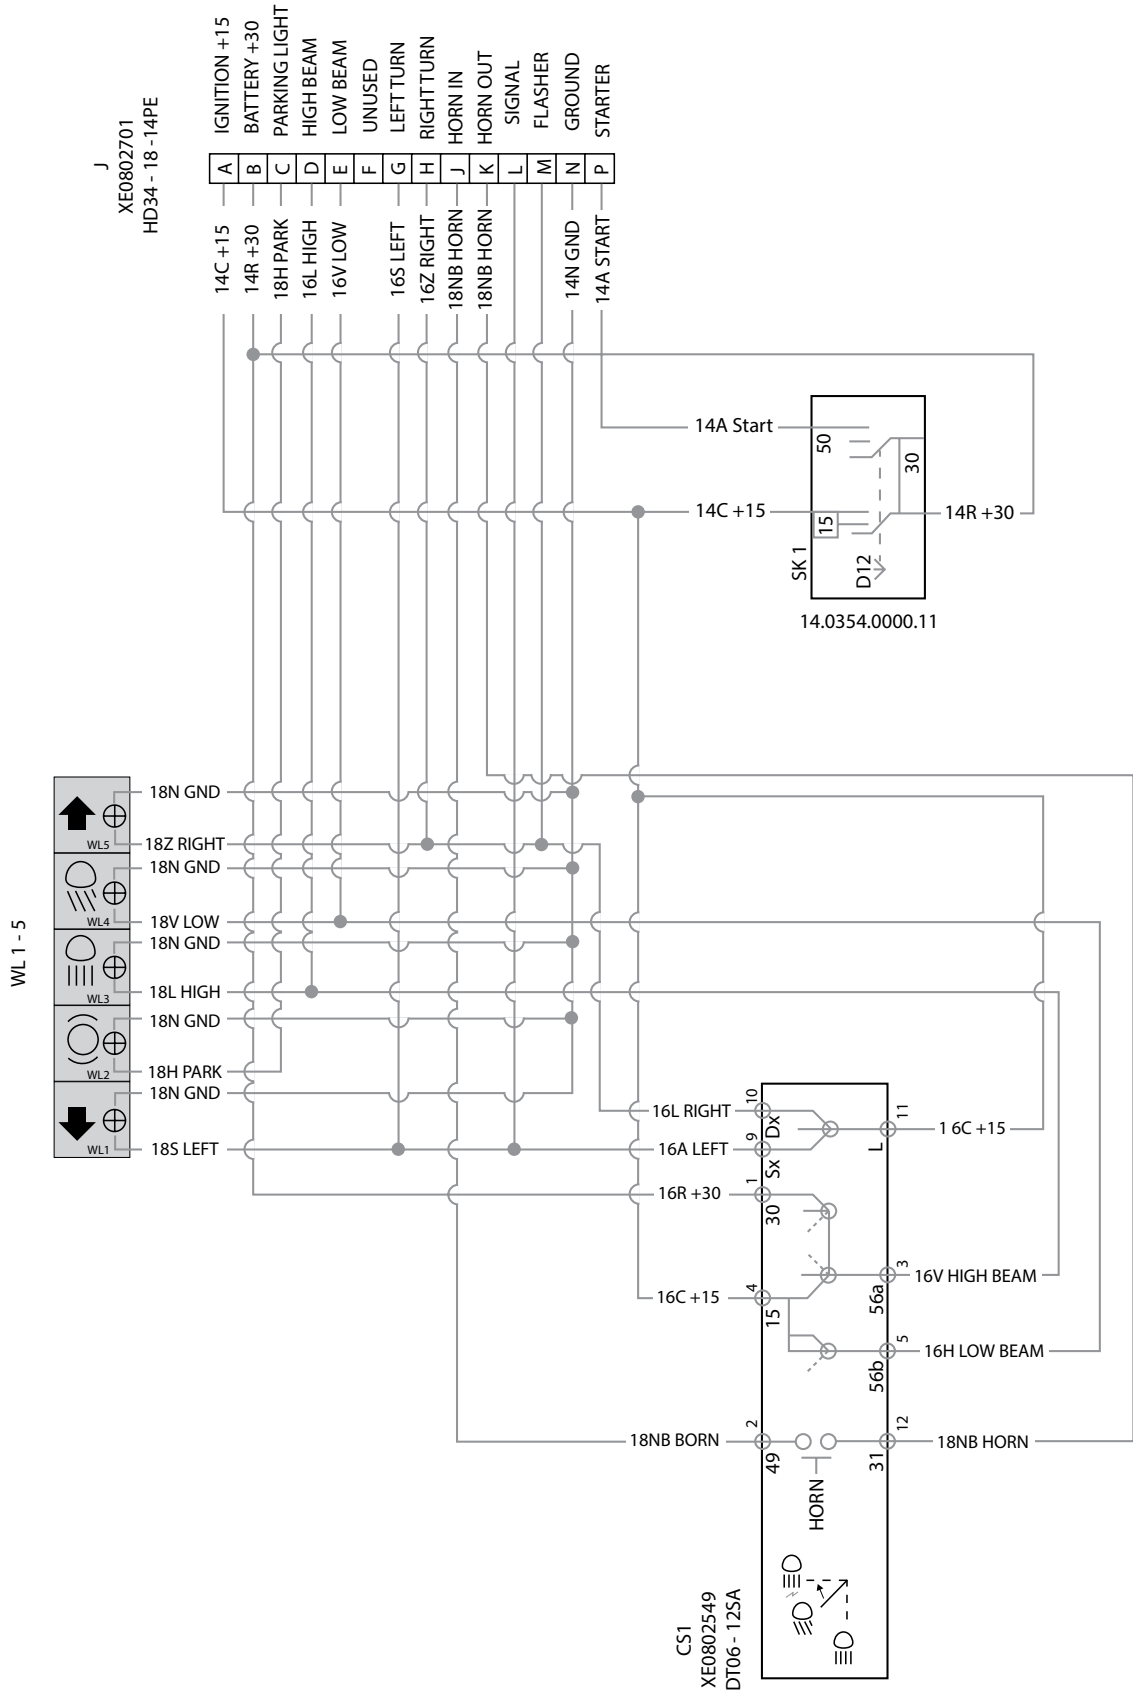 J
XE0802701
HD34 - 18 -14PE
IGNITION +15
BATTERY +30
PARKING LIGHT
HIGH BEAM
LOW BEAM
UNUSED
LEFT TURN
RIGHT TURN
HORN IN
HORN OUT
SIGNAL
FLASHER
GROUND
STARTER
A
B
C
D
E
F
G
H
J
K
L
M
N
P
14C +15
14R +30
18H PARK
16L HIGH
16V LOW
16S LEFT
16Z RIGHT
18NB HORN
18NB HORN
14N GND
14A START
14A Start
50
30
14C +15
15
14R +30
SK 1
D12
14.0354.0000.11
WL 1 - 5
WL5
WL4
WL3
WL2
WL1
18N GND
18Z RIGHT
18N GND
18V LOW
18N GND
18L HIGH
18N GND
18H PARK
18N GND
18S LEFT
16L RIGHT
10
Dx
16A LEFT
9
Sx
11
L
1 6C +15
16R +30
1
30
16C +15
4
15
3
56a
16V HIGH BEAM
5
56b
16H LOW BEAM
18NB BORN
2
49
12
31
18NB HORN
HORN
CS1
XE0802549
DT06 - 12SA